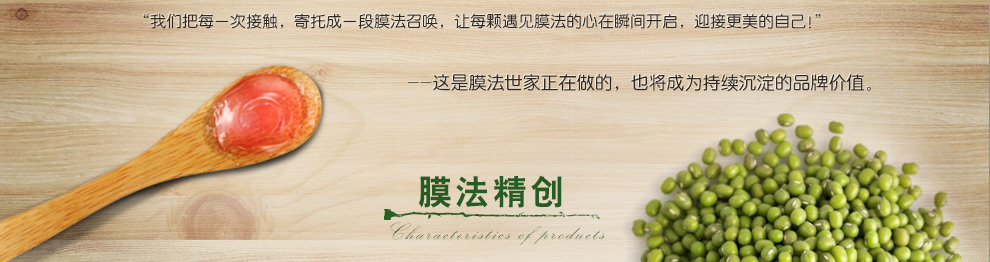 “我们把每一次接触，寄托成一段膜法召唤，让每颗遇见膜法的心在瞬间开启，迎接更美的自己!”
——这是膜法世家正在做的，也将成为持续沉淀的品牌价值。
膜法精创
Characteristics of products